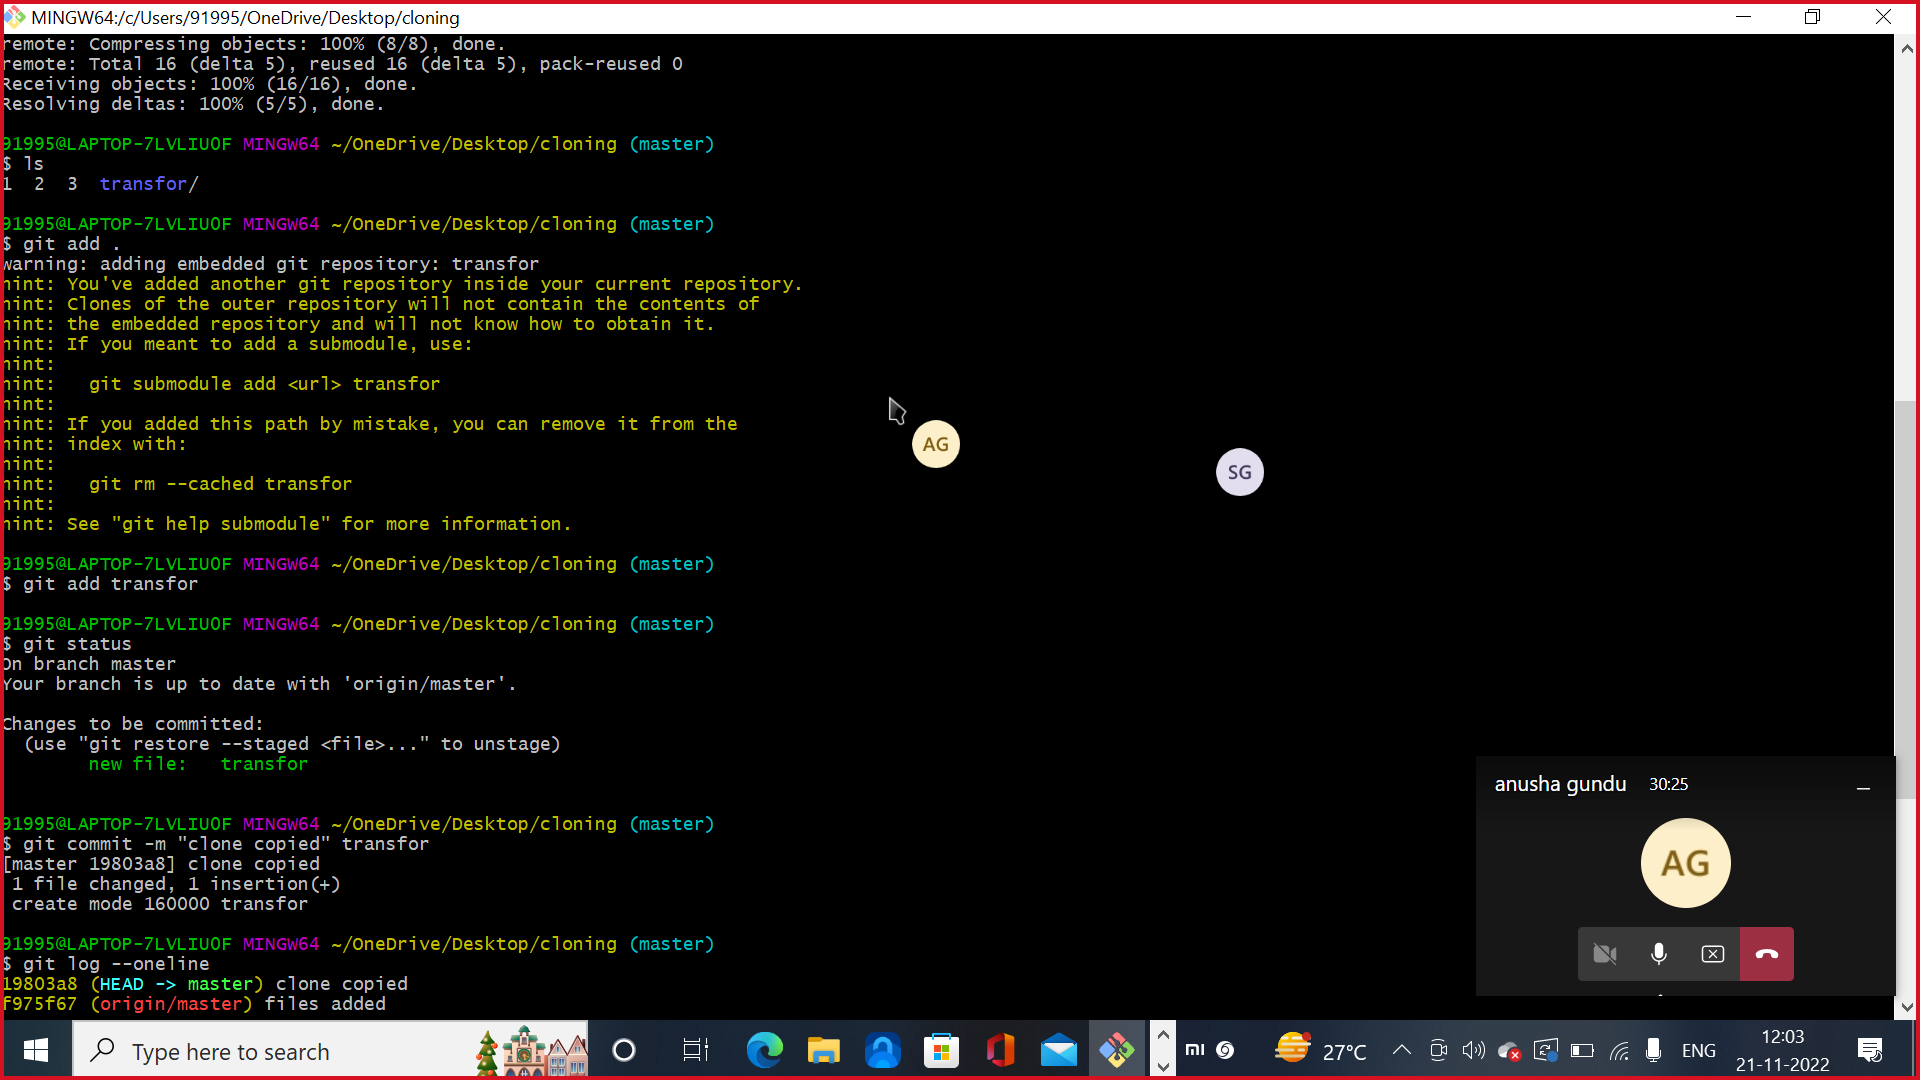 MINGW64:/c/Users/91995/OneDrive/Desktop/cloning
remote: Compressing objects: 100% (8/8), done.
remote: Total 16 (delta 5), reused 16 (delta 5), pack-reused 0
Receiving objects: 100% (16/16), done.
Resolving deltas: 100% (5/5), done.
91995@LAPTOP-7LVLIU0F MINGW64 ~/OneDrive/Desktop/cloning (master)
$ ls
1 2 3 transfor/
91995@LAPTOP-7LVLIU0F MINGW64 ~/OneDrive/Desktop/cloning (master)
$ git add .
warning: adding embedded git repository: transfor
hint: You've added another git repository inside your current repository.
hint: Clones of the outer repository will not contain the contents of
hint: the embedded repository and will not know how to obtain it.
hint: If you meant to add a submodule, use:
hint:
hint: git submodule add <url> transfor
hint:
hint: If you added this path by mistake, you can remove it from the
hint: index with:
hint:
hint: git rm --cached transfor
hint:
hint: See "git help submodule" for more information.
91995@LAPTOP-7LVLIU0F MINGW64 ~/OneDrive/Desktop/cloning (master)
$ git add transfor
91995@LAPTOP-7LVLIU0F MINGW64 ~/OneDrive/Desktop/cloning (master)
$ git status
On branch master
Your branch is up to date with 'origin/master'.
Changes to be committed:
(use "git restore --staged <file>..." to unstage)
new file: transfor
91995@LAPTOP-7LVLIU0F MINGW64 ~/OneDrive/Desktop/cloning (master)
$ git commit -m "clone copied" transfor
[master 19803a8] clone copied
1 file changed, 1 insertion(+)
create mode 160000 transfor
91995@LAPTOP-7LVLIU0F MINGW64 ~/OneDrive/Desktop/cloning (master)
$ git log --oneline
19803a8 (HEAD -> master) clone copied
f975f67 (origin/master) files added
AG
SG
anusha gundu 30:25
AG
Type here to search
mi
27°C
ENG
12:03
21-11-2022